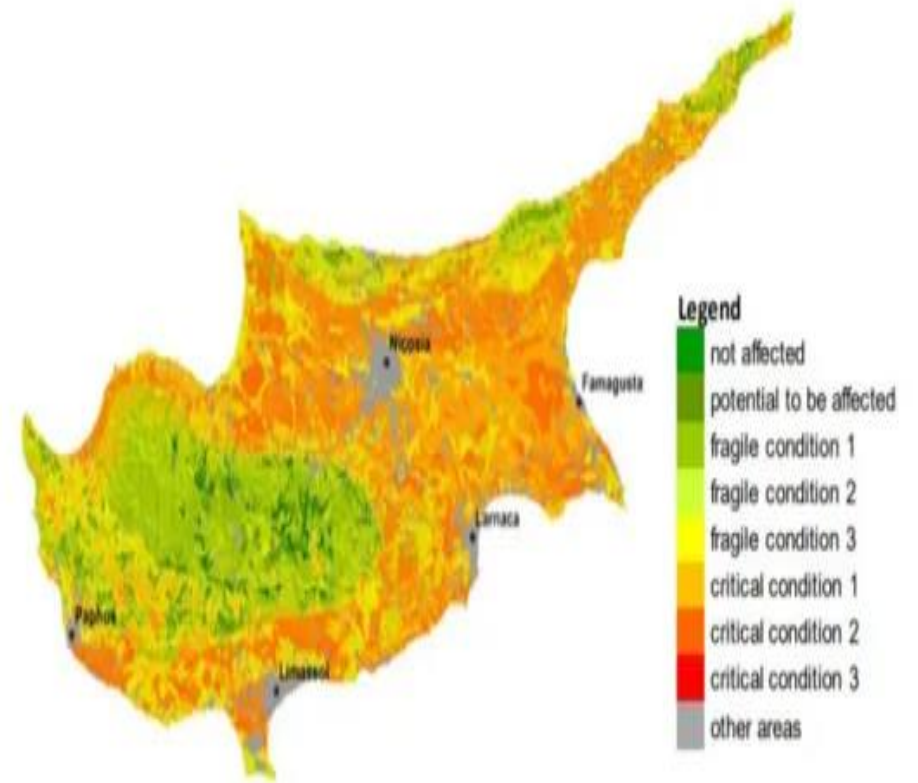 Nicosia
Famagusta
Larnaca
Paphos
Limassol
Legend
not affected
potential to be affected
fragile condition 1
fragile condition 2
fragile condition 3
critical condition 1
critical condition 2
critical condition 3
other areas